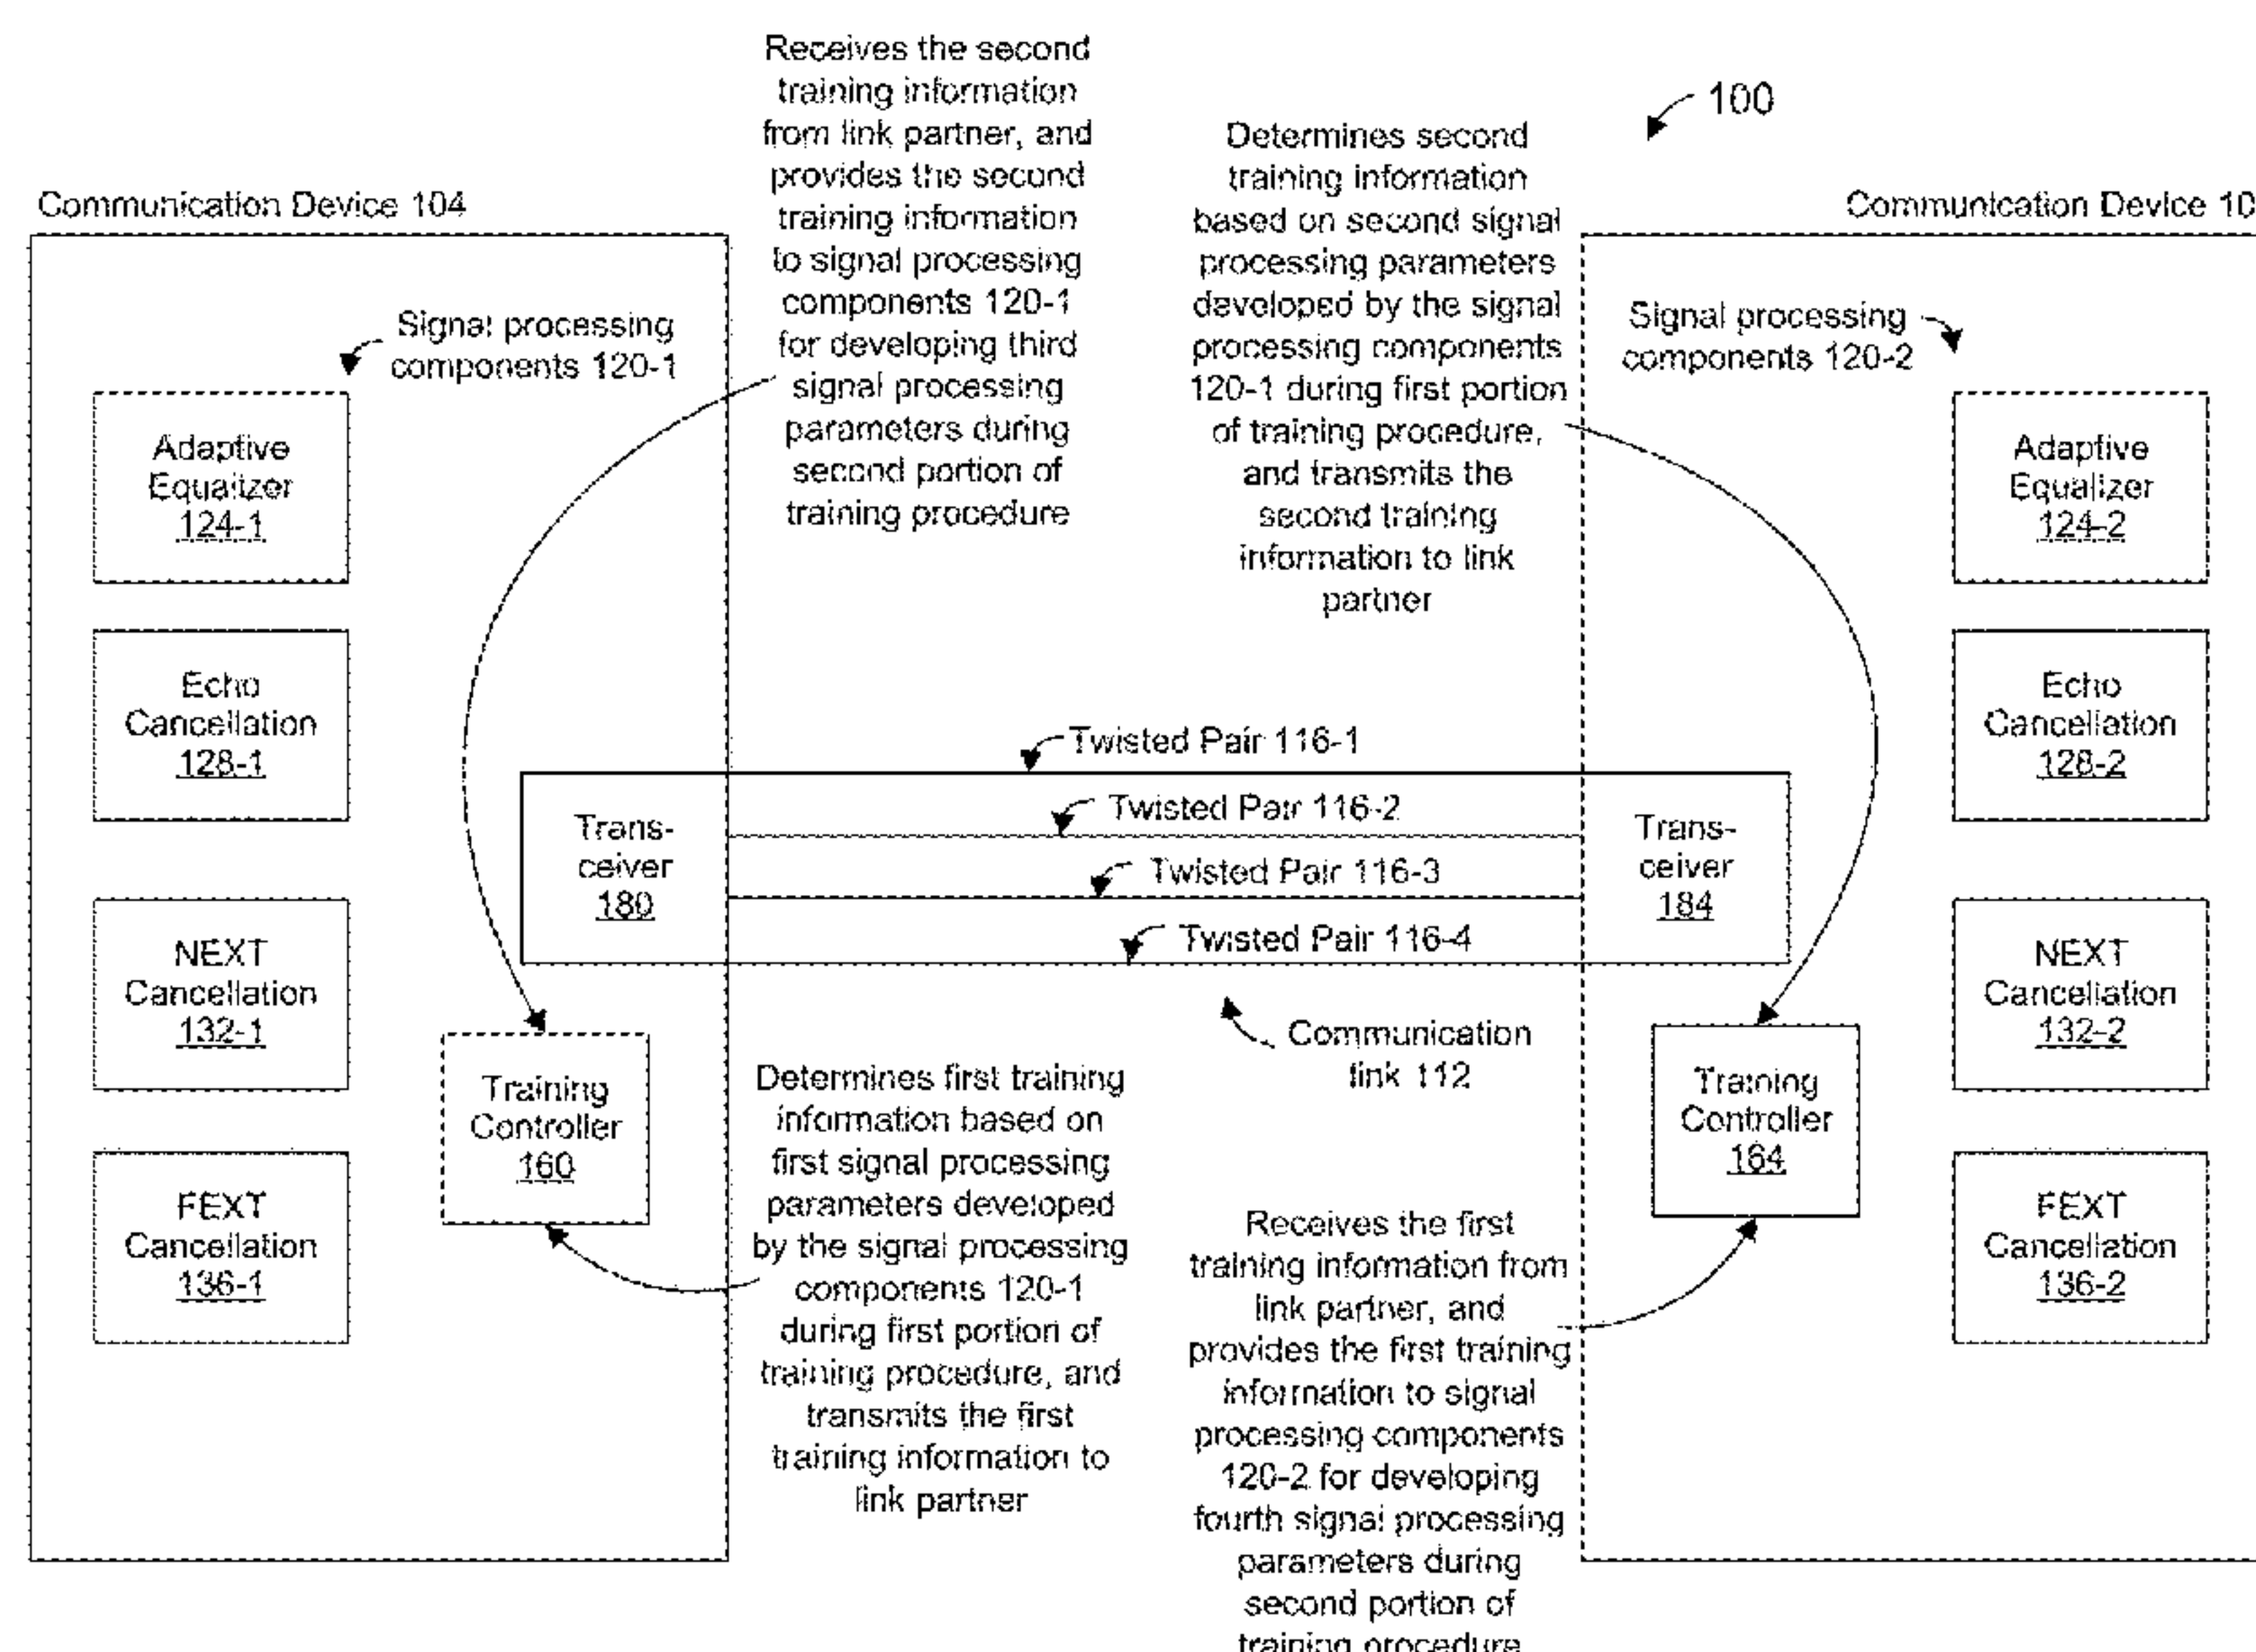 Receives the second
training information
from link partner, and
provides the second
training information
to signal processing
components 120-1
for developing third
signal processing
parameters during
second portion of
training procedure
Determines second
training information
based on second signal
processing parameters
developed by the signal
processing components
120-1 during first portion
of training procedure,
and transmits the
second training
information to link
partner
100
Communication Device 104
Signal processing
components 120-1
Adaptive
Equalizer
124-1
Echo
Cancellation
128-1
NEXT
Cancellation
132-1
FEXT
Cancellation
136-1
Trans-
ceiver
180
Training
Controller
160
Twisted Pair 116-1
Twisted Pair 116-2
Twisted Pair 116-3
Twisted Pair 116-4
Communication
link 112
Determines first training
information based on
first signal processing
parameters developed
by the signal processing
components 120-1
during first portion of
training procedure, and
transmits the first
training information to
link partner
Receives the first
training information from
link partner, and
provides the first training
information to signal
processing components
120-2 for developing
fourth signal processing
parameters during
second portion of
training procedure
Communication Device 10
Signal processing
components 120-2
Trans-
ceiver
184
Training
Controller
164
Adaptive
Equalizer
124-2
Echo
Cancellation
128-2
NEXT
Cancellation
132-2
FEXT
Cancellation
136-2